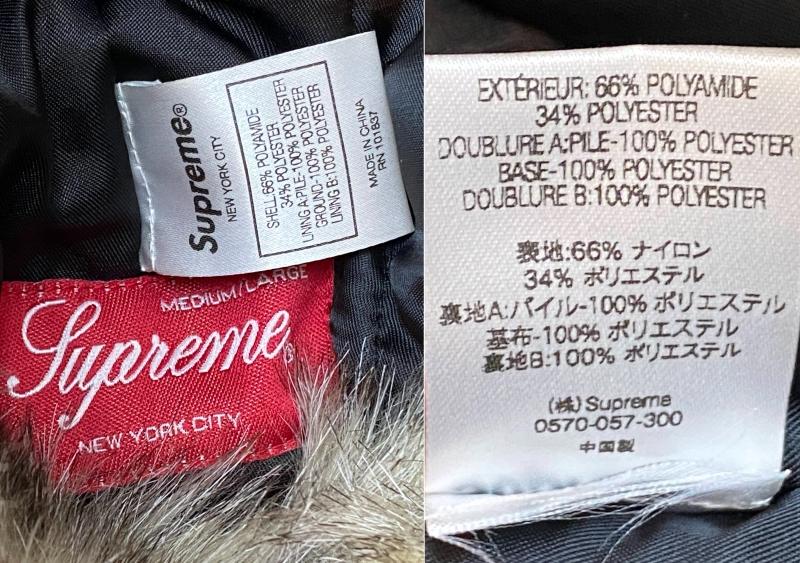 Supreme®
NEW YORK CITY
SHELL:66% POLYAMIDE
34% POLYESTER
LINING A:PILE-100% POLYESTER
GROUND-100% POLYESTER
LINING B:100% POLYESTER
MADE IN CHINA
RN 101837
MEDIUM/LARGE
Supreme®
NEW YORK CITY
EXTÉRIEUR: 66% POLYAMIDE
34% POLYESTER
DOUBLURE A:PILE-100% POLYESTER
BASE-100% POLYESTER
DOUBLURE B:100% POLYESTER
表地:66% ナイロン
34% ポリエステル
裏地A:パイル-100% ポリエステル
基布-100% ポリエステル
裏地B:100% ポリエステル
(株)Supreme
0570-057-300
中国製